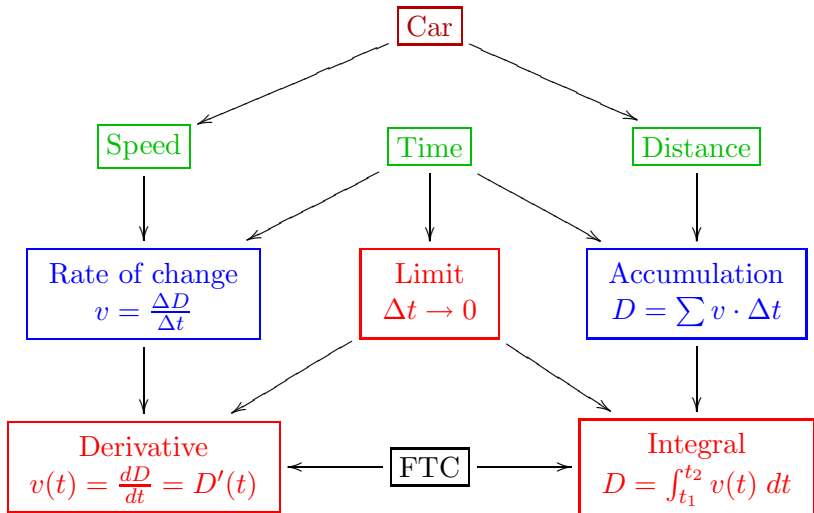 Car
Speed
Time
Distance
Rate of change
v = ΔD/Δt
Limit
Δt → 0
Accumulation
D = ∑ v · Δt
Derivative
v(t) = dD/dt = D′(t)
FTC
Integral
D = ∫_{t₁}^{t₂} v(t) dt